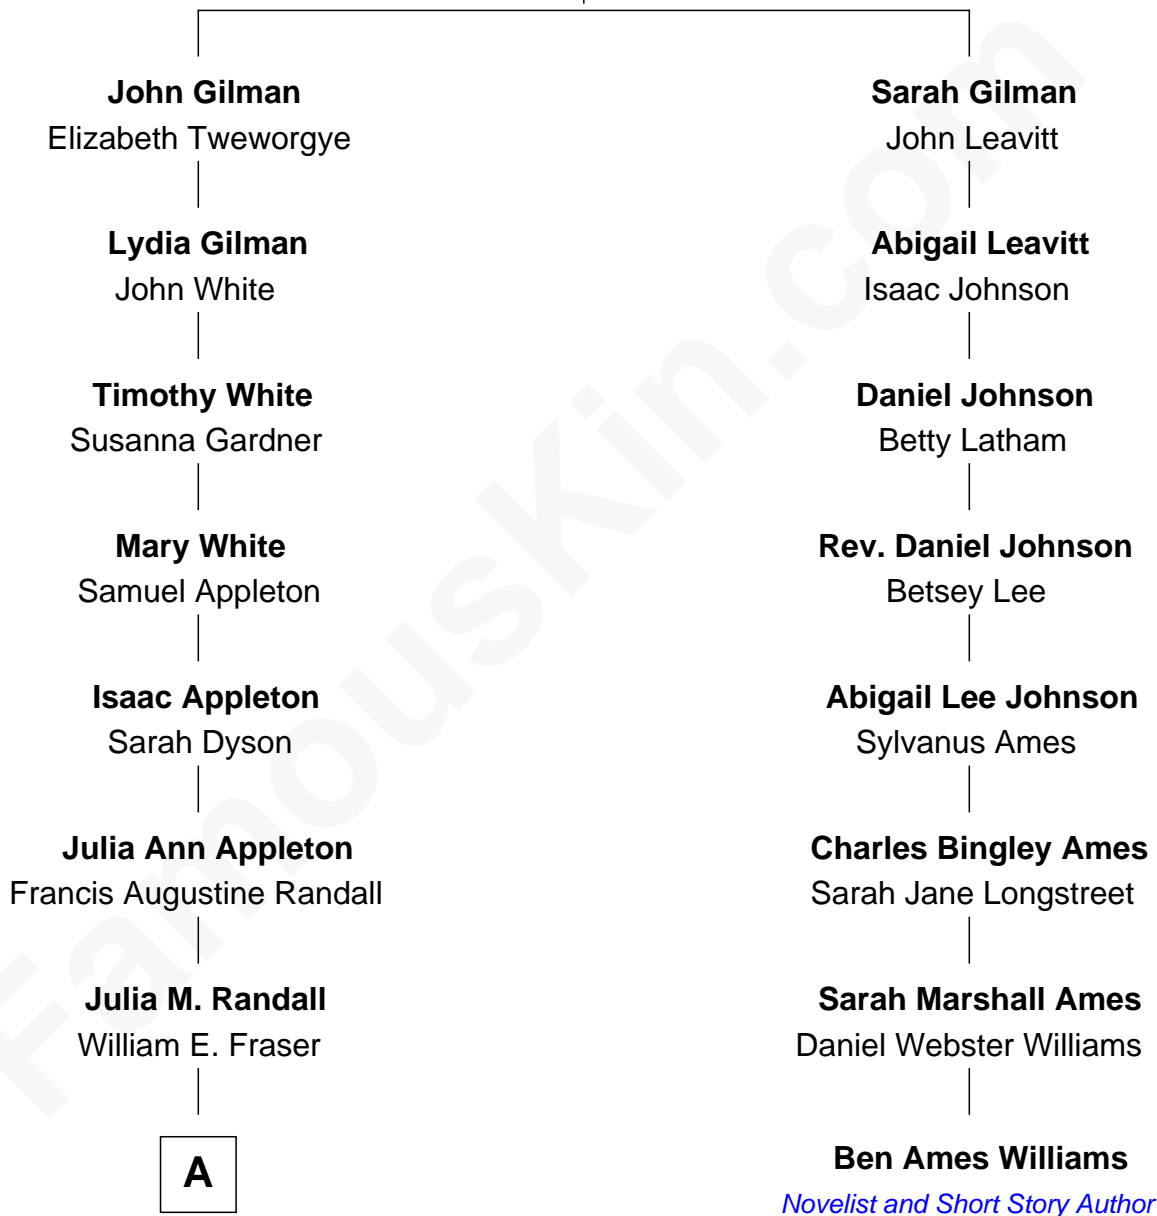 John Gilman
Elizabeth Tweworgye
Lydia Gilman
John White
Timothy White
Susanna Gardner
Mary White
Samuel Appleton
Isaac Appleton
Sarah Dyson
Julia Ann Appleton
Francis Augustine Randall
Julia M. Randall
William E. Fraser
A
Sarah Gilman
John Leavitt
Abigail Leavitt
Isaac Johnson
Daniel Johnson
Betty Latham
Rev. Daniel Johnson
Betsey Lee
Abigail Lee Johnson
Sylvanus Ames
Charles Bingley Ames
Sarah Jane Longstreet
Sarah Marshall Ames
Daniel Webster Williams
Ben Ames Williams
Novelist and Short Story Author
FamousKin.com